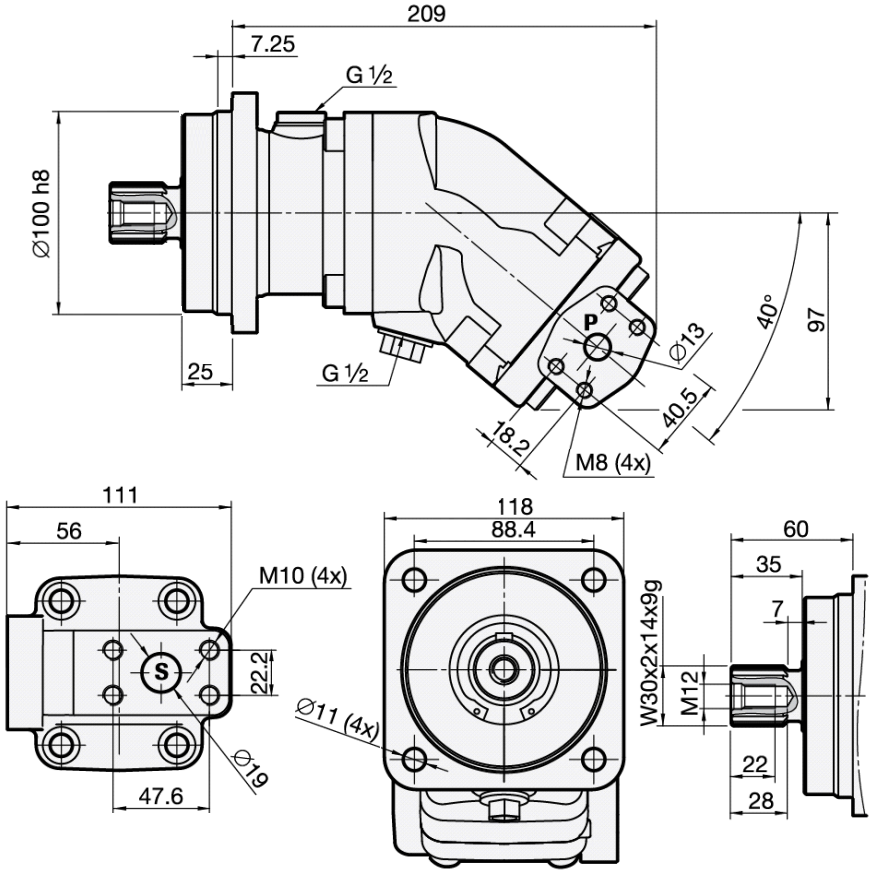 209
7.25
G ½
Ø100 h8
P
Ø13
40°
97
25
G ½
40.5
18.2
M8 (4x)
111
56
M10 (4x)
S
22.2
Ø19
47.6
118
88.4
Ø11 (4x)
60
35
7
W30x2x14x9g
M12
22
28